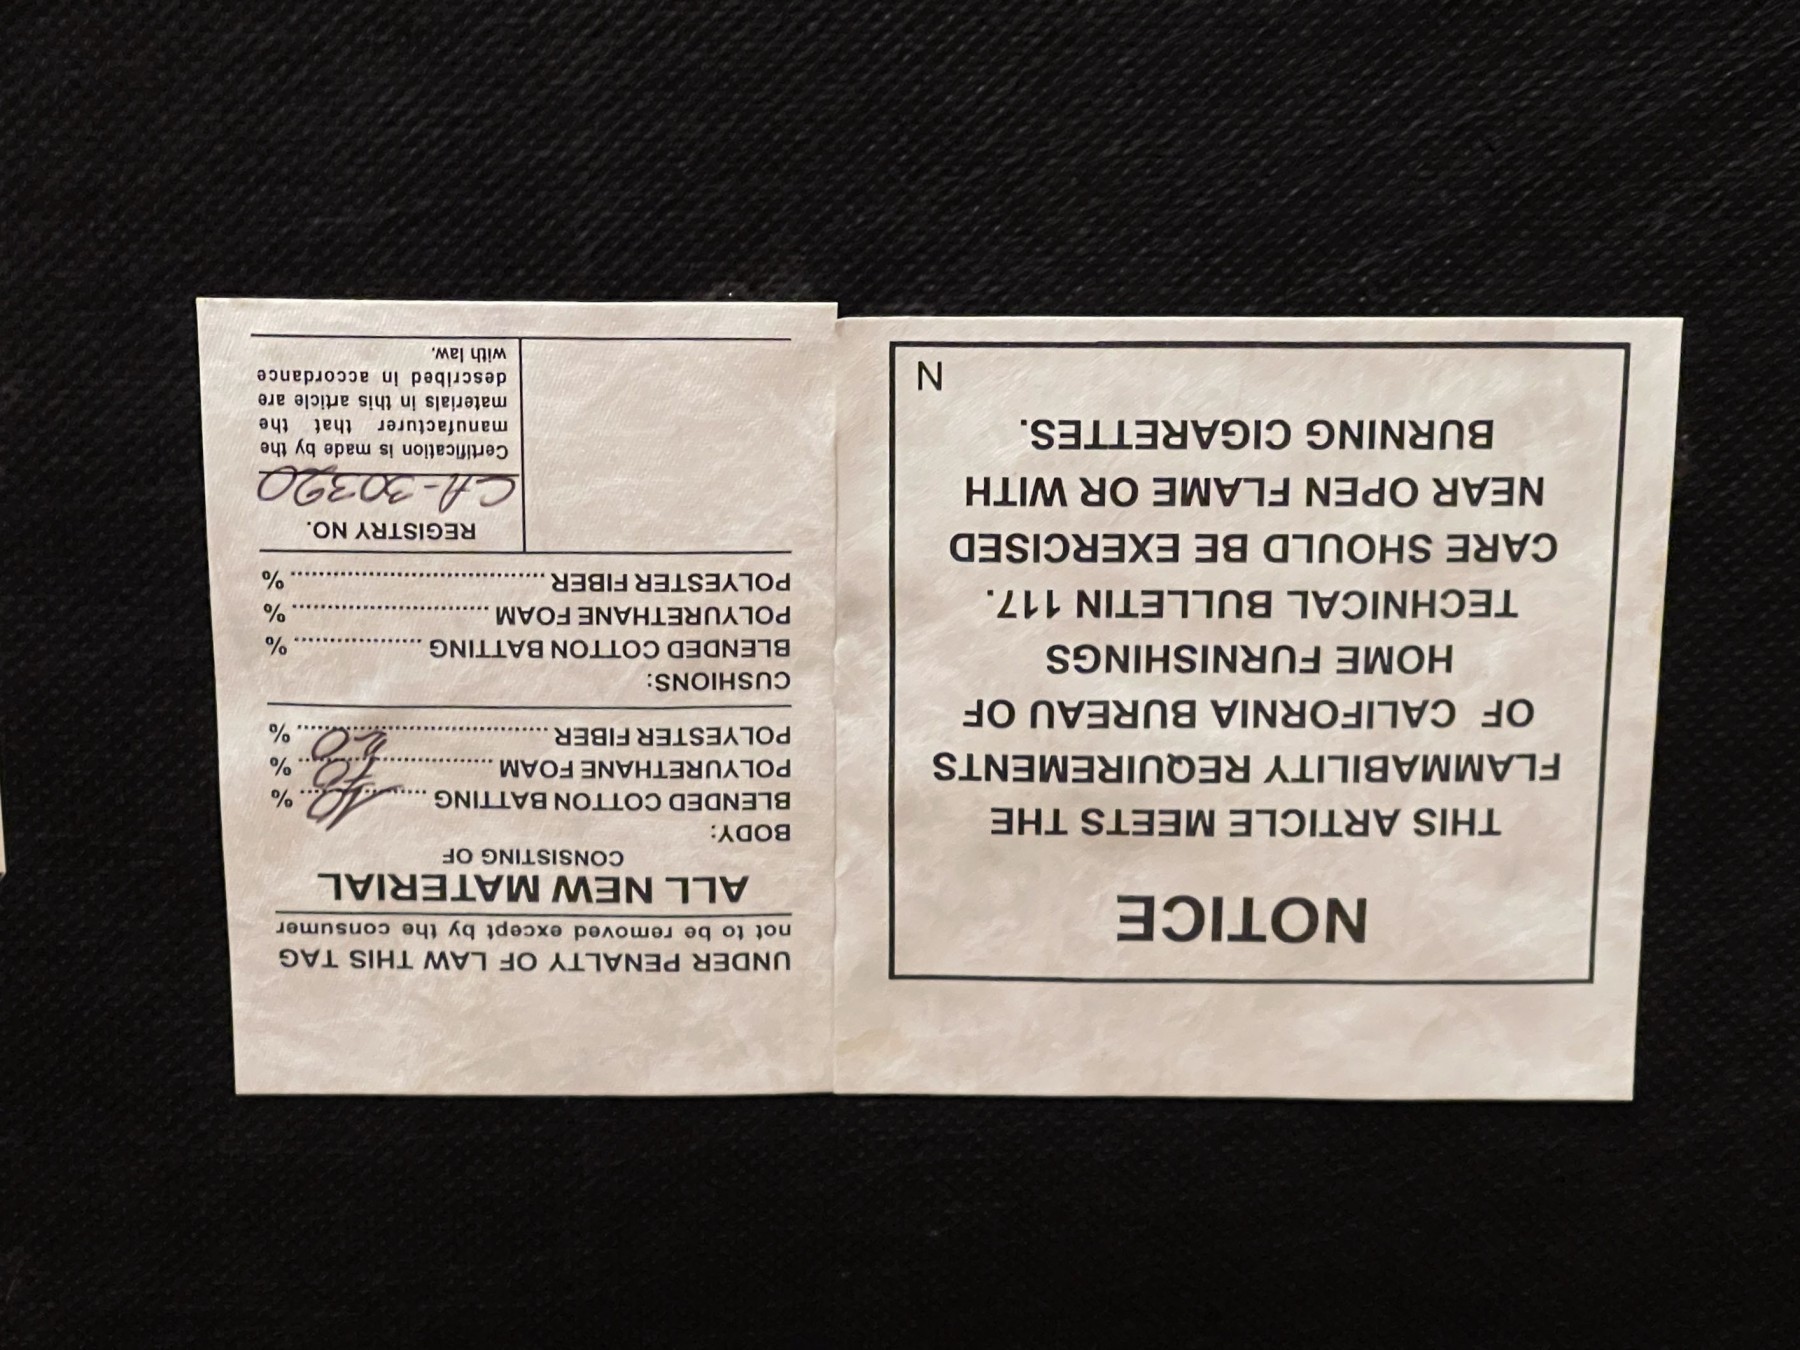 UNDER PENALTY OF LAW THIS TAG
not to be removed except by the consumer
ALL NEW MATERIAL
CONSISTING OF
BODY:
BLENDED COTTON BATTING ............ 10 %
POLYURETHANE FOAM ............ 70 %
POLYESTER FIBER ............ 20 %
CUSHIONS:
BLENDED COTTON BATTING ............ %
POLYURETHANE FOAM ............ %
POLYESTER FIBER ............ %
REGISTRY NO.
CA-30320
Certification is made by the
manufacturer that the
materials in this article are
described in accordance
with law.
NOTICE
THIS ARTICLE MEETS THE
FLAMMABILITY REQUIREMENTS
OF CALIFORNIA BUREAU OF
HOME FURNISHINGS
TECHNICAL BULLETIN 117.
CARE SHOULD BE EXERCISED
NEAR OPEN FLAME OR WITH
BURNING CIGARETTES.
N